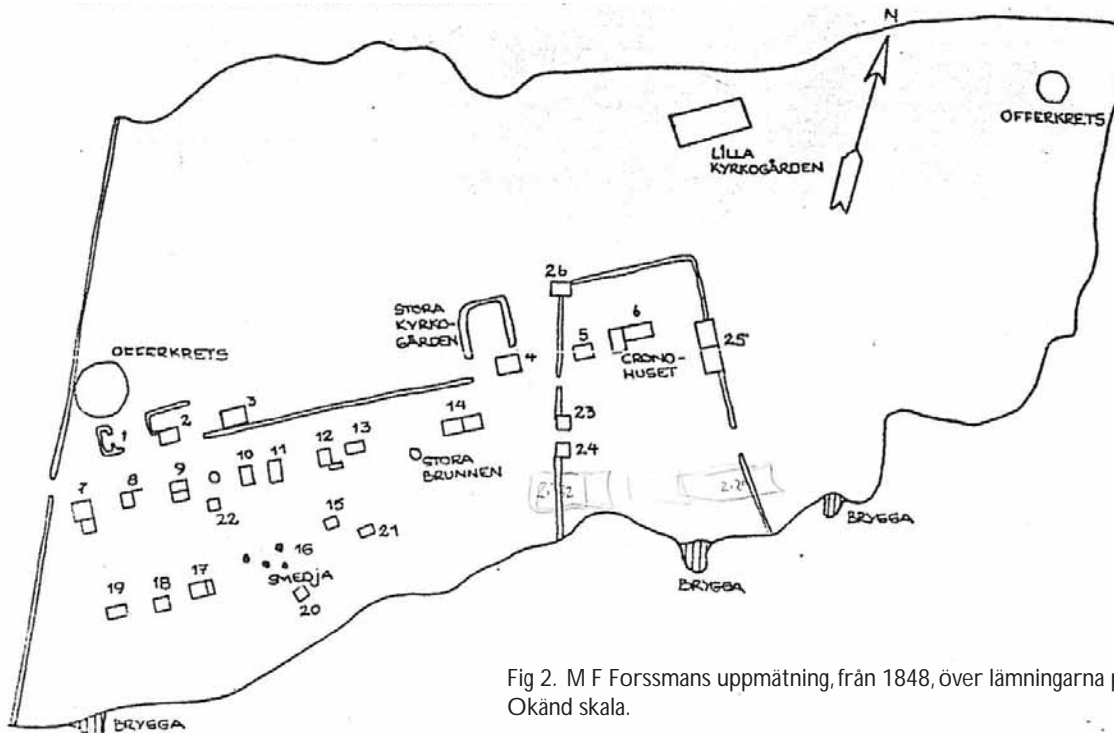 N
OFFERKRETS
LILLA
KYRKOGÅRDEN
26
STORA
KYRKO-
GÅRDEN
6
5
4
CRONO-
HUSET
25
OFFERKRETS
3
2
1
14
23
13
12
11
10
9
8
7
24
STORA
BRUNNEN
22
15
21
BRYGGA
16
SMEDJA
BRYGGA
17
18
19
20
BRYGGA
Fig 2. M F Forssmans uppmätning, från 1848, över lämningarna p
Okänd skala.